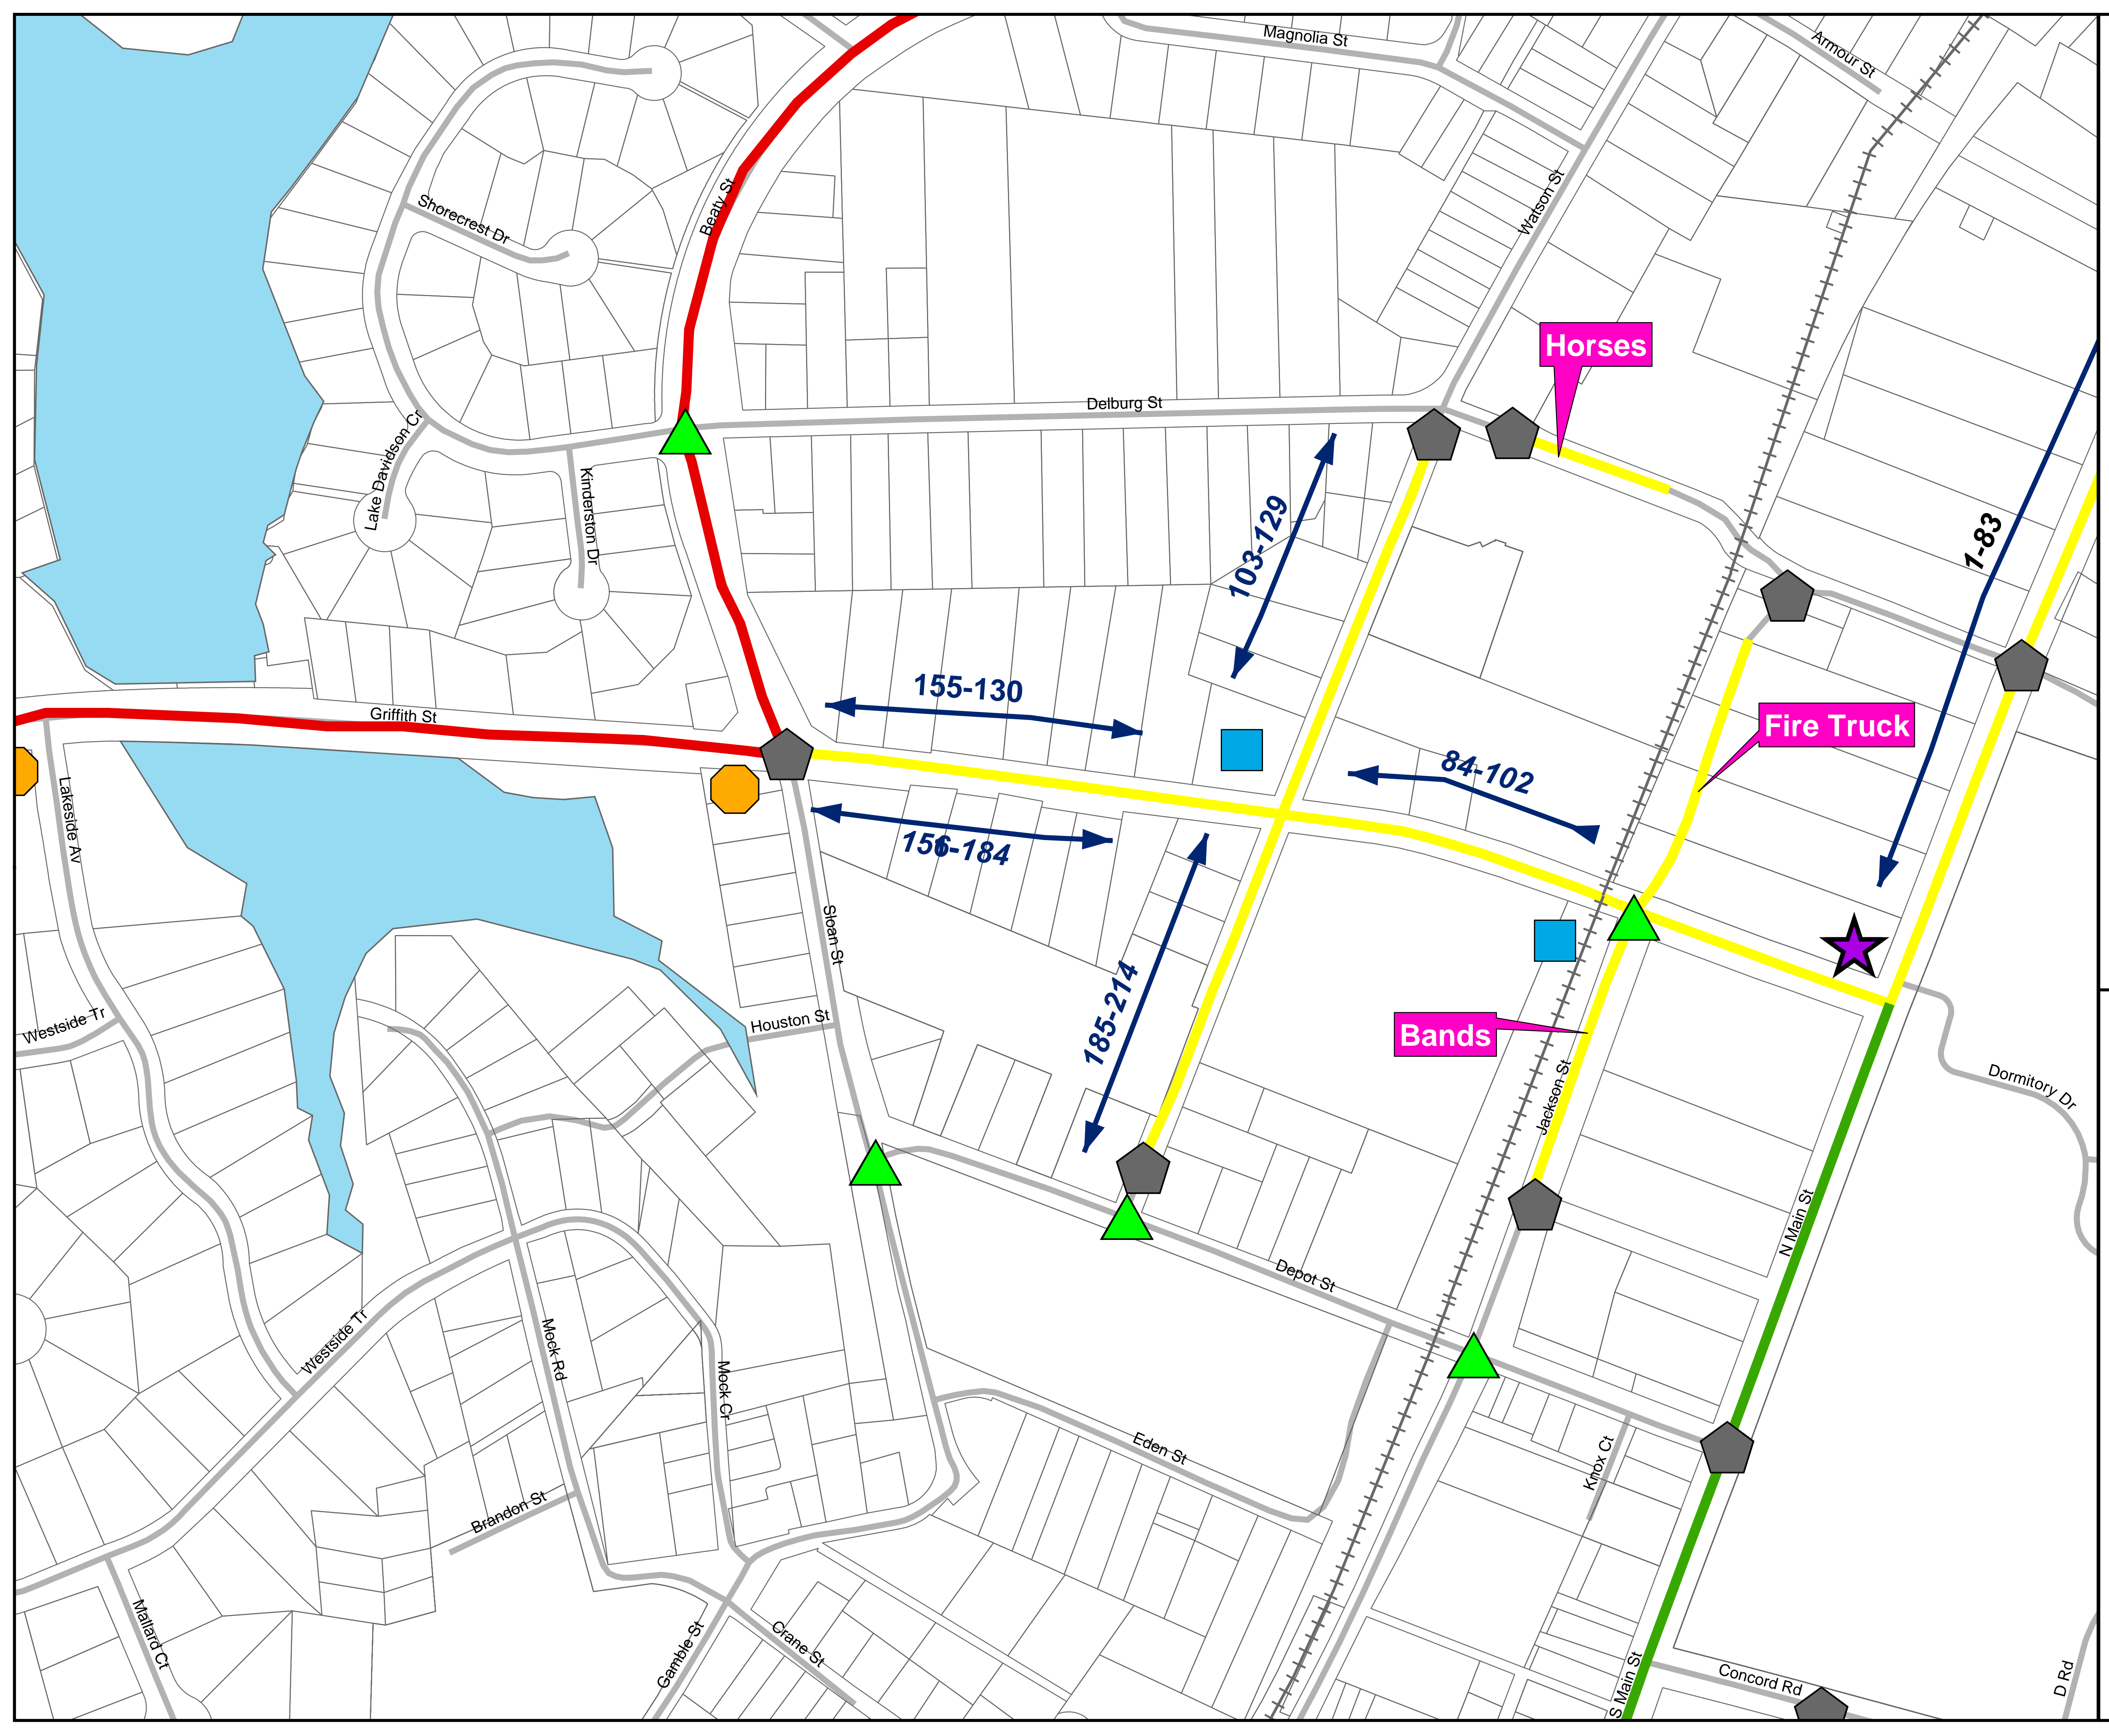 Magnolia St
Armour St
Beaty St
Watson St
Shorecrest Dr
Horses
Delburg St
Lake Davidson Cr
Kinderston Dr
103-129
1-83
155-130
Griffith St
Fire Truck
84-102
Lakeside Av
156-184
Sloan St
185-214
Westside Tr
Houston St
Bands
Jackson St
Dormitory Dr
N Main St
Depot St
Westside Tr
Mock Rd
Mock Cr
Eden St
Knox Ct
Brandon St
Mallard Ct
Gamble St
Crane St
S Main St
Concord Rd
D Rd